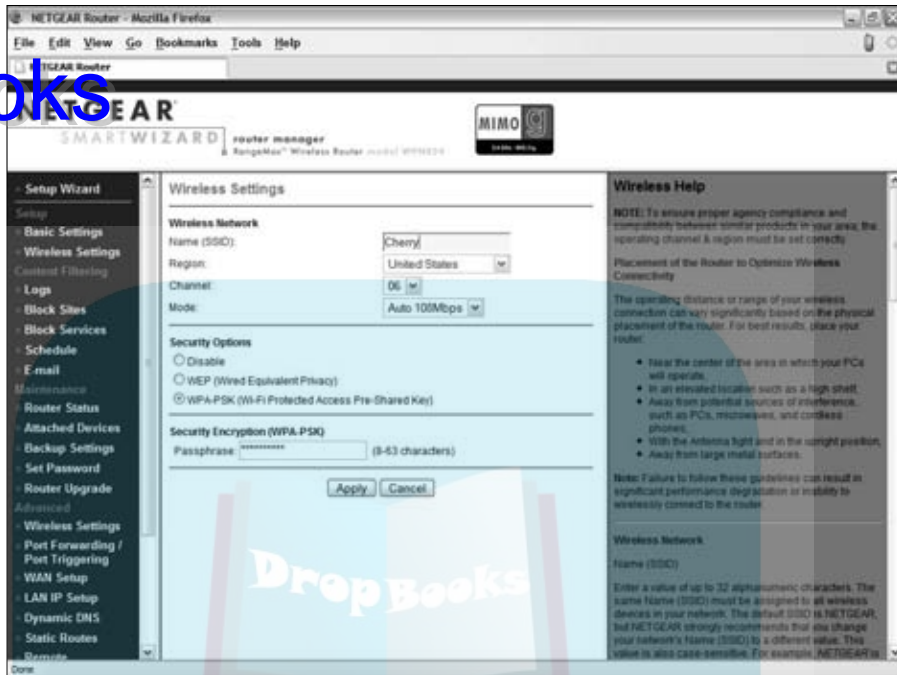 NETGEAR Router - Mozilla Firefox
File Edit View Go Bookmarks Tools Help
NETGEAR Router
oks
NETGEAR
SMARTWIZARD router manager
RangeMax™ Wireless Router model
MIMO g
Setup Wizard
Setup
Basic Settings
Wireless Settings
Content Filtering
Logs
Block Sites
Block Services
Schedule
E-mail
Maintenance
Router Status
Attached Devices
Backup Settings
Set Password
Router Upgrade
Advanced
Wireless Settings
Port Forwarding /
Port Triggering
WAN Setup
LAN IP Setup
Dynamic DNS
Static Routes
Remote
Wireless Settings
Wireless Network
Name (SSID): Cherry
Region: United States
Channel: 06
Mode: Auto 108Mbps
Security Options
Disable
WEP (Wired Equivalent Privacy)
WPA-PSK (Wi-Fi Protected Access Pre-Shared Key)
Security Encryption (WPA-PSK)
Passphrase: ********** (8-63 characters)
Apply Cancel
DropBooks
Wireless Help
NOTE: To ensure proper agency compliance and
compatibility between similar products in your area; the
operating channel & region must be set correctly.
Placement of the Router to Optimize Wireless
Connectivity
The operating distance or range of your wireless
connection can vary significantly based on the physical
placement of the router. For best results, place your
router:
Near the center of the area in which your PCs
will operate,
In an elevated location such as a high shelf,
Away from potential sources of interference,
such as PCs, microwaves, and cordless
phones,
With the Antenna tight and in the upright position,
Away from large metal surfaces.
Note: Failure to follow these guidelines can result in
significant performance degradation or inability to
wirelessly connect to the router.
Wireless Network
Name (SSID)
Enter a value of up to 32 alphanumeric characters. The
same Name (SSID) must be assigned to all wireless
devices in your network. The default SSID is NETGEAR,
but NETGEAR strongly recommends that you change
your network's Name (SSID) to a different value. This
value is also case-sensitive. For example, NETGEAR is
Done